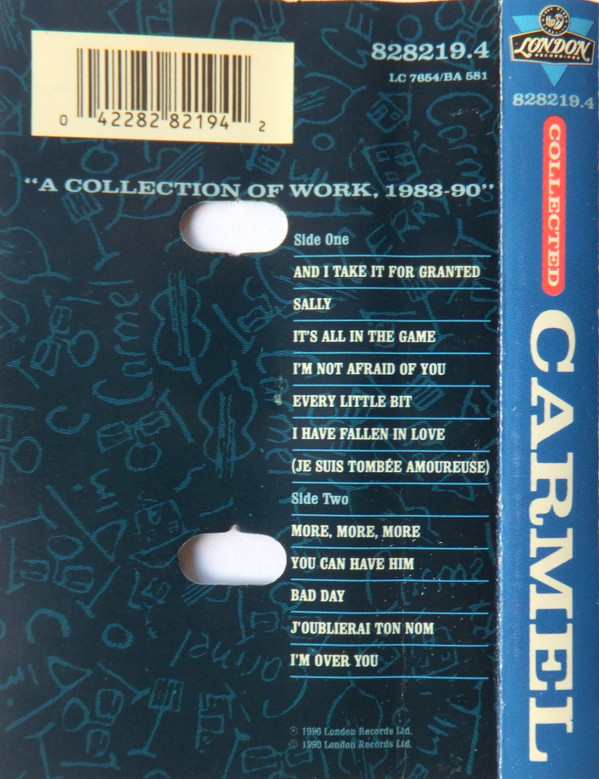 828219.4
LC 7654/BA 581
0 42282 82194 2
"A COLLECTION OF WORK, 1983-90"
Side One
AND I TAKE IT FOR GRANTED
SALLY
IT'S ALL IN THE GAME
I'M NOT AFRAID OF YOU
EVERY LITTLE BIT
I HAVE FALLEN IN LOVE
(JE SUIS TOMBÉE AMOUREUSE)
Side Two
MORE, MORE, MORE
YOU CAN HAVE HIM
BAD DAY
J'OUBLIERAI TON NOM
I'M OVER YOU
℗ 1990 London Records Ltd.
© 1990 London Records Ltd.
LONDON
RECORDINGS
828219.4
COLLECTED
CARMEL